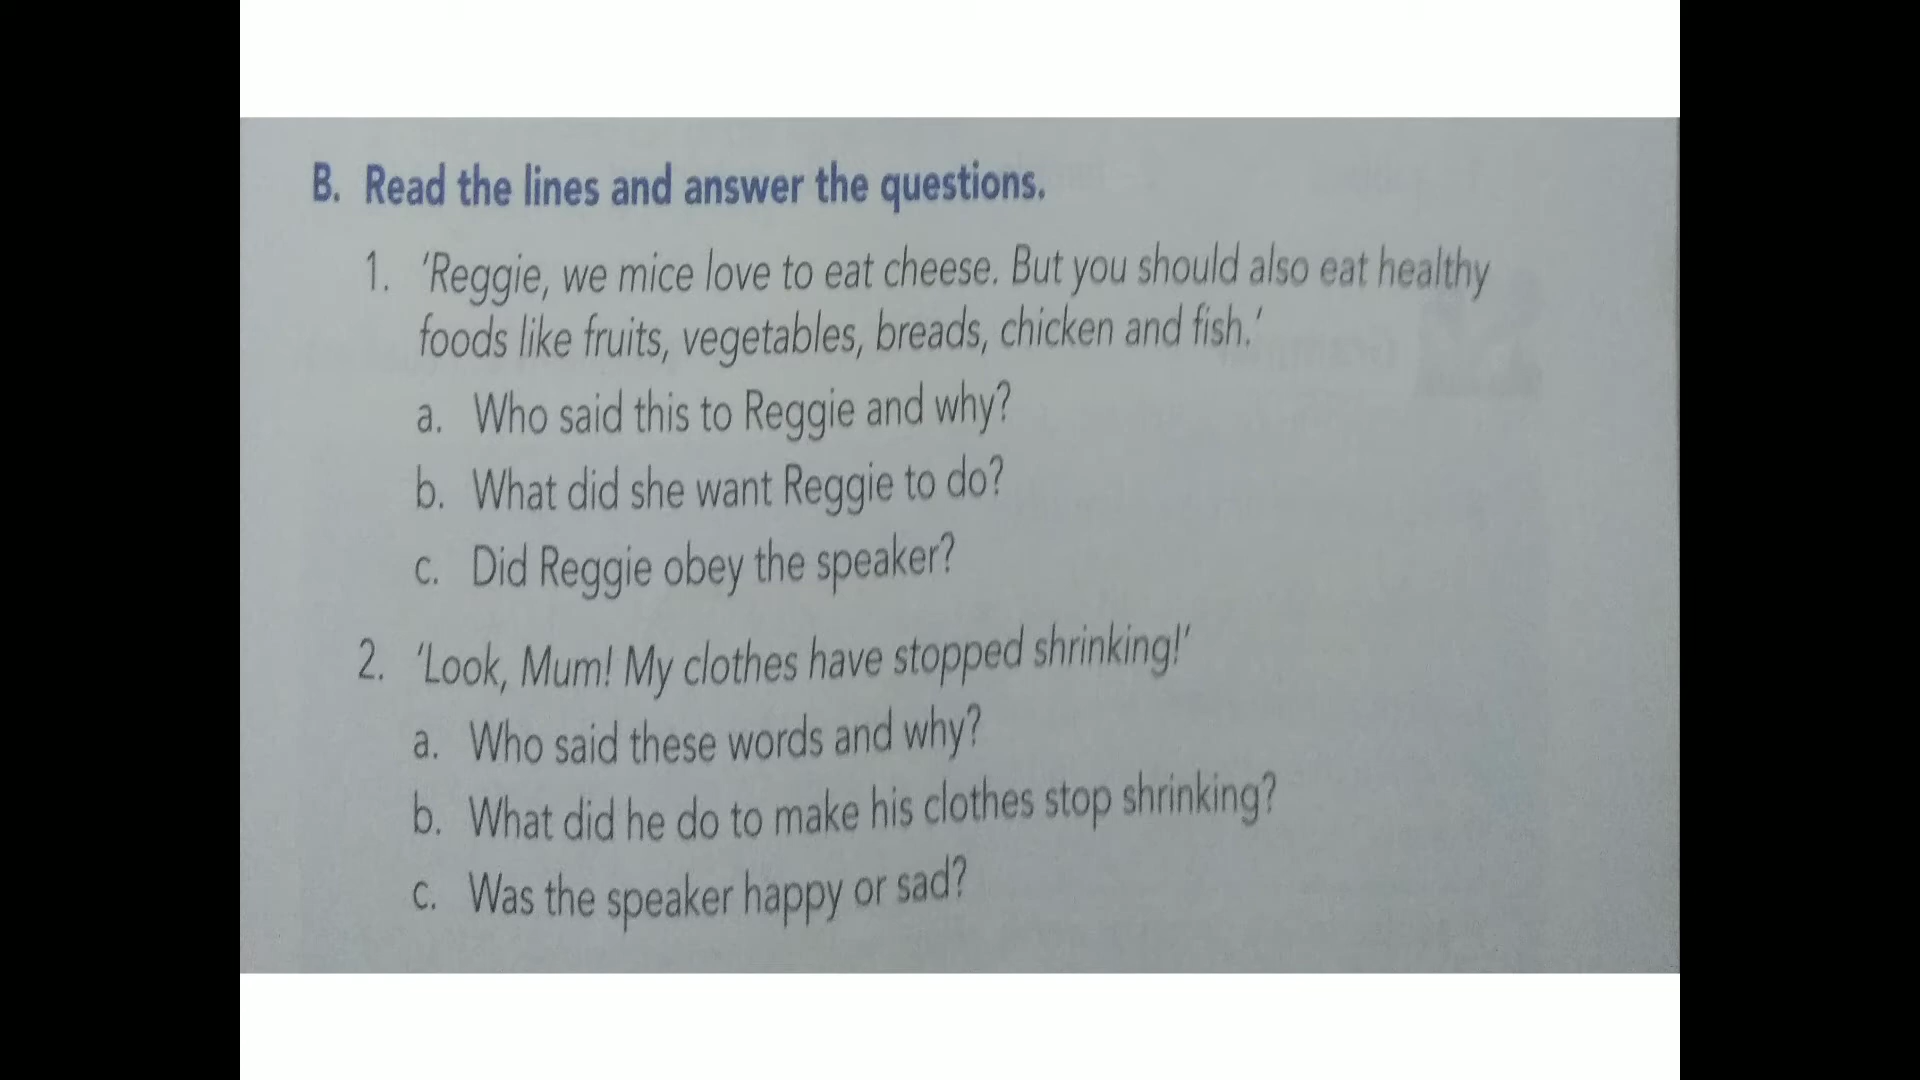 B. Read the lines and answer the questions.
1. ‘Reggie, we mice love to eat cheese. But you should also eat healthy
foods like fruits, vegetables, breads, chicken and fish.’
a. Who said this to Reggie and why?
b. What did she want Reggie to do?
c. Did Reggie obey the speaker?
2. ‘Look, Mum! My clothes have stopped shrinking!’
a. Who said these words and why?
b. What did he do to make his clothes stop shrinking?
c. Was the speaker happy or sad?